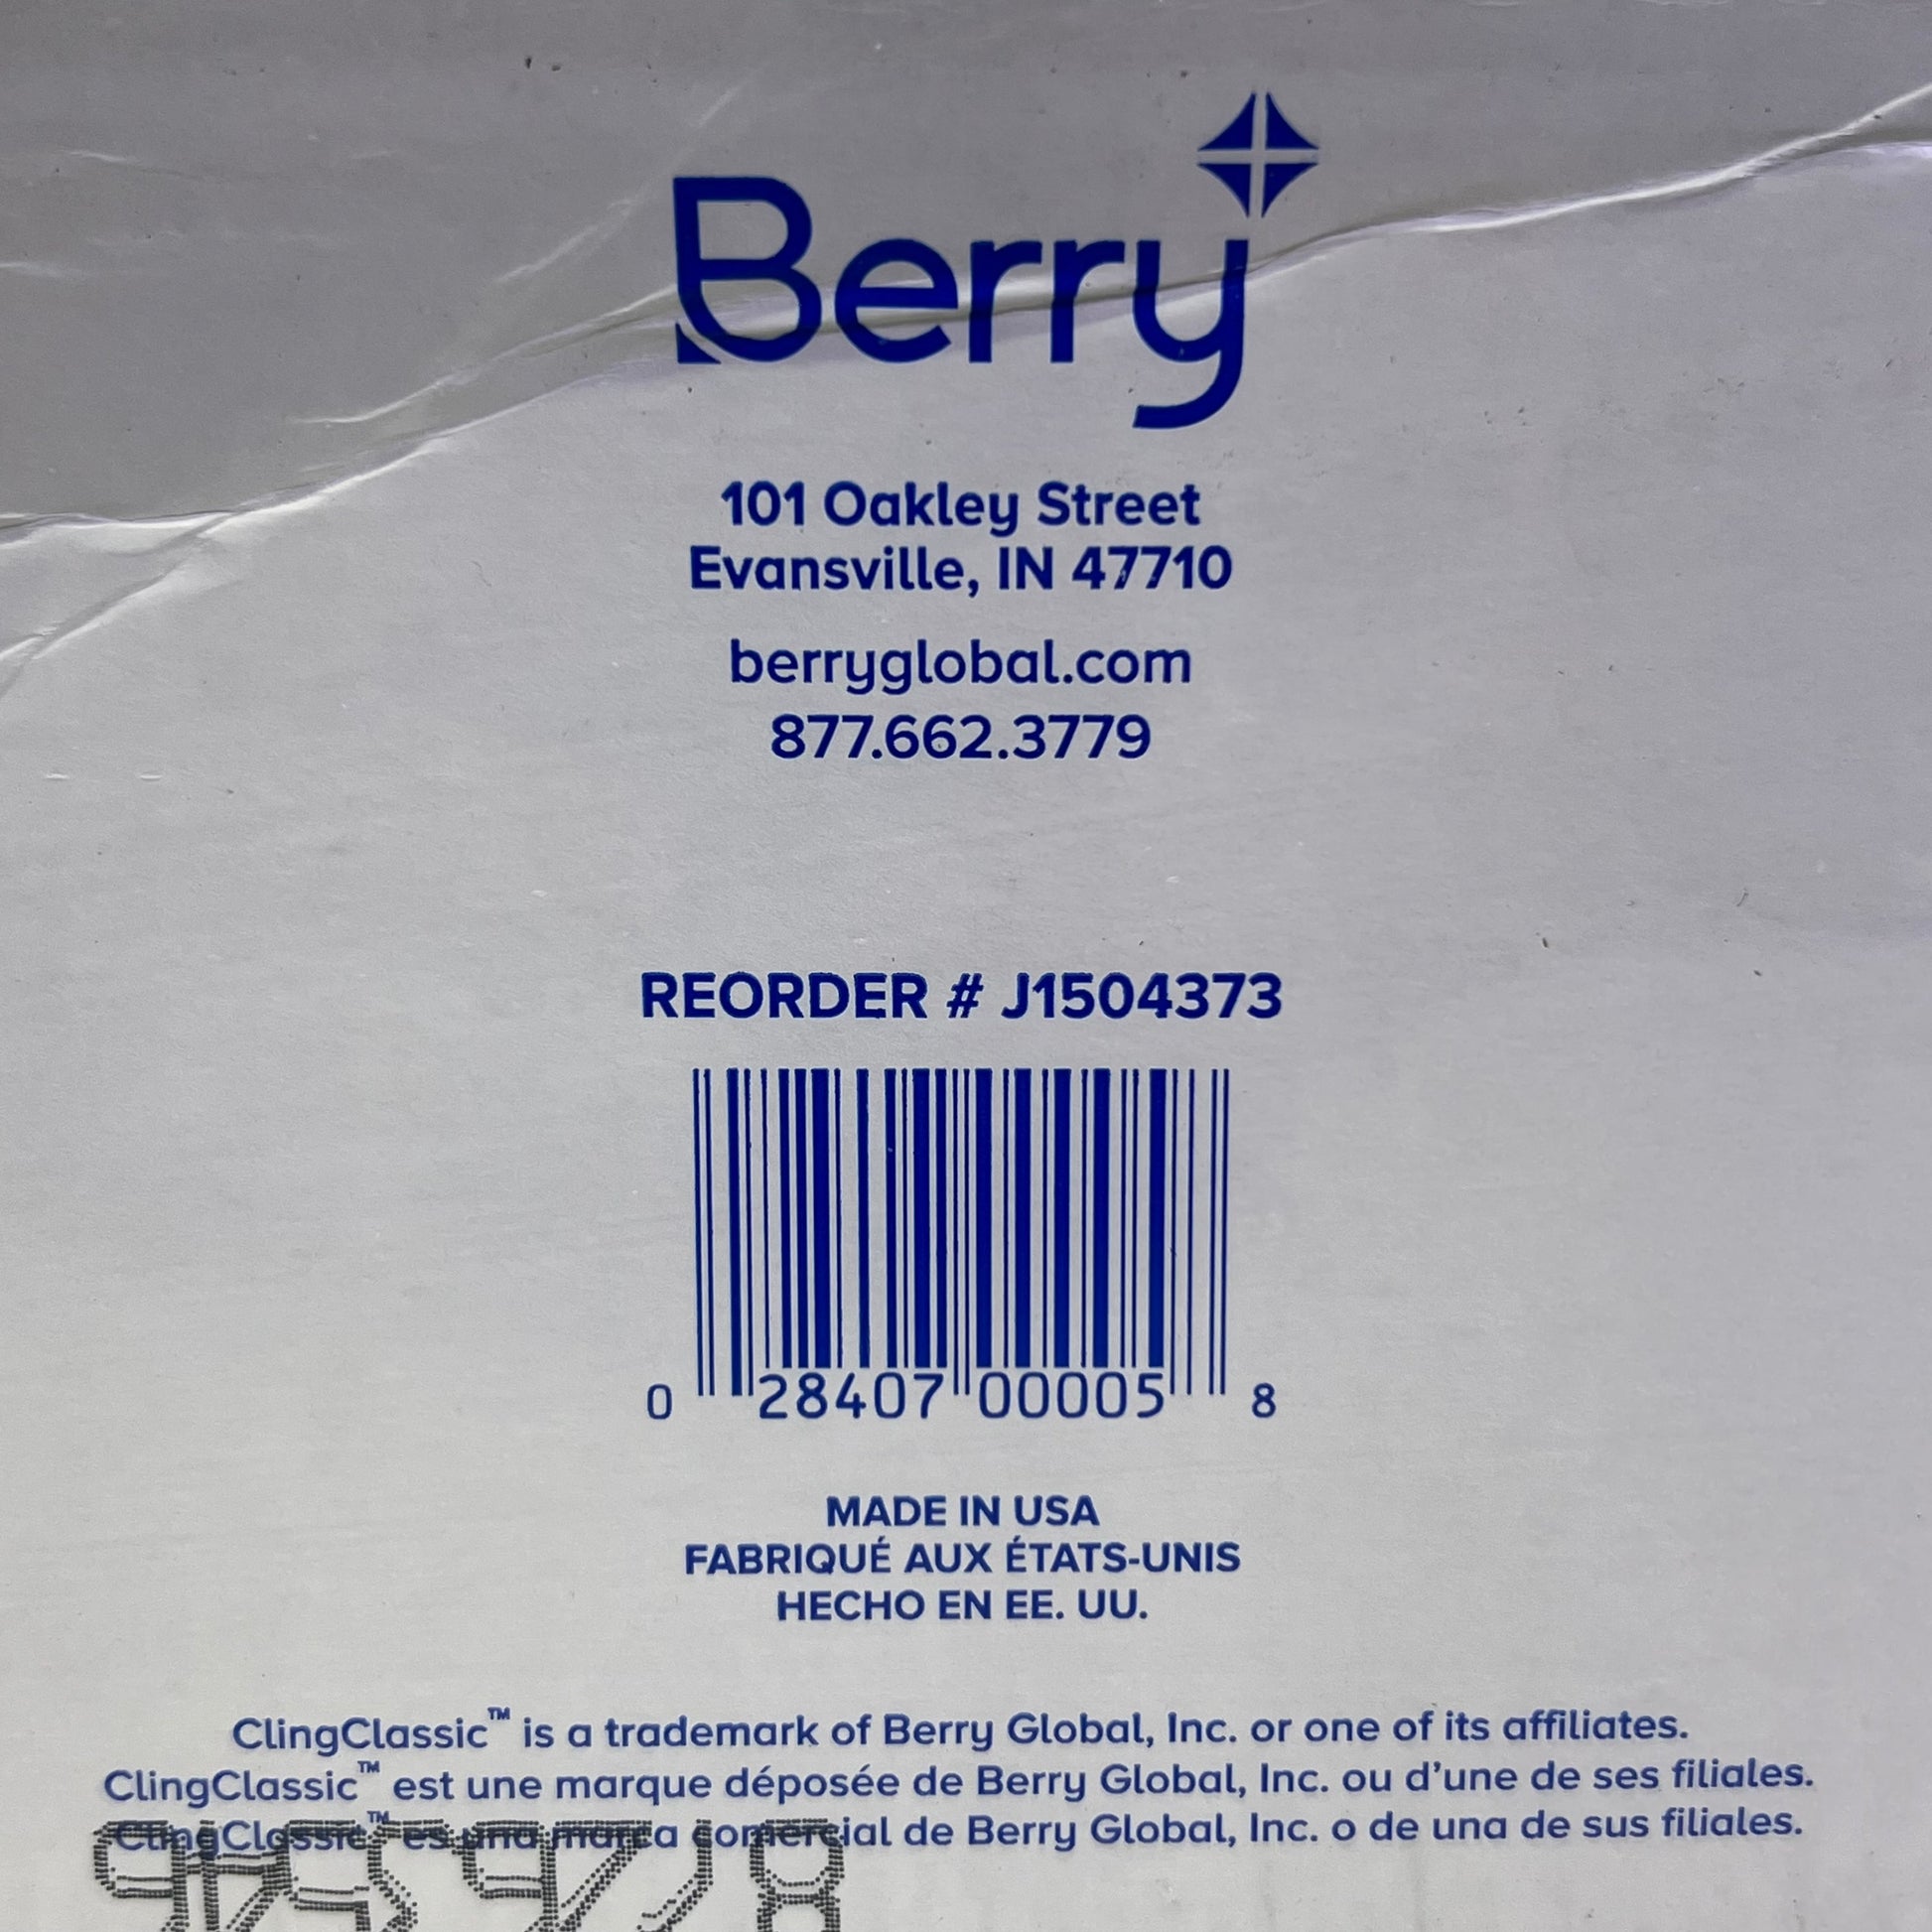 Berry
101 Oakley Street
Evansville, IN 47710
berryglobal.com
877.662.3779
REORDER # J1504373
0 28407 00005 8
MADE IN USA
FABRIQUÉ AUX ÉTATS-UNIS
HECHO EN EE. UU.
ClingClassic™ is a trademark of Berry Global, Inc. or one of its affiliates.
ClingClassic™ est une marque déposée de Berry Global, Inc. ou d’une de ses filiales.
ClingClassic™ es una marca comercial de Berry Global, Inc. o de una de sus filiales.